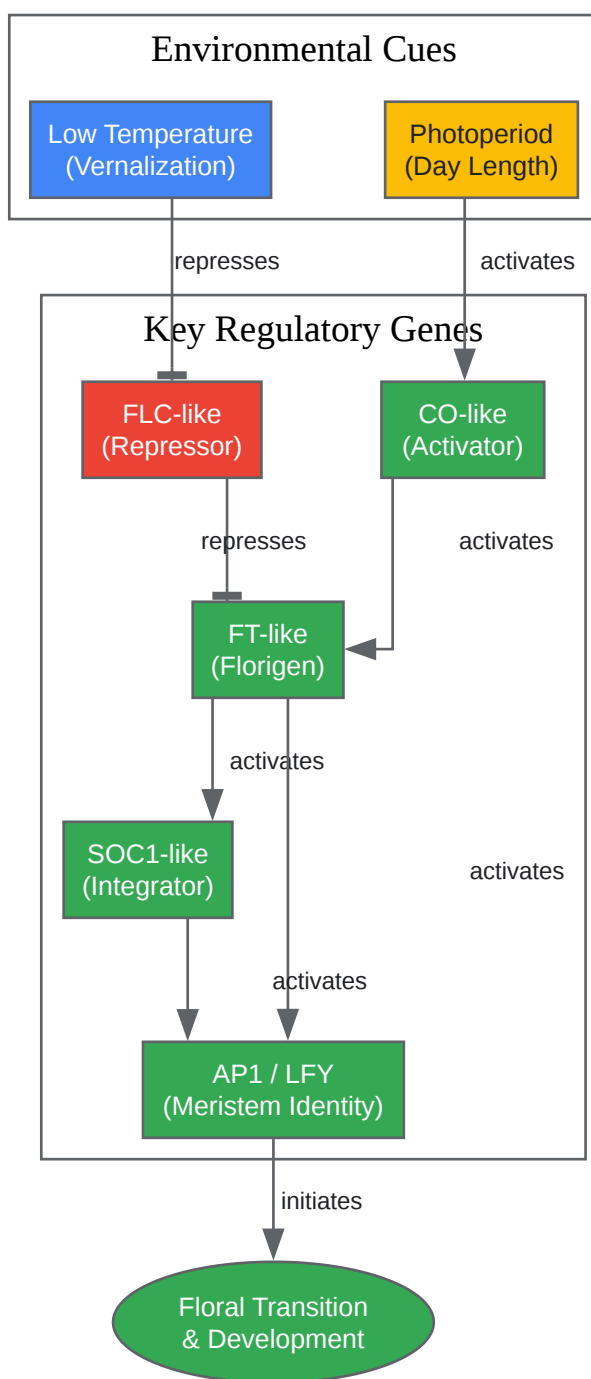 Environmental Cues
Low Temperature
(Vernalization)
Photoperiod
(Day Length)
represses
activates
Key Regulatory Genes
FLC-like
(Repressor)
CO-like
(Activator)
represses
activates
FT-like
(Florigen)
activates
SOC1-like
(Integrator)
activates
activates
AP1 / LFY
(Meristem Identity)
initiates
Floral Transition
& Development